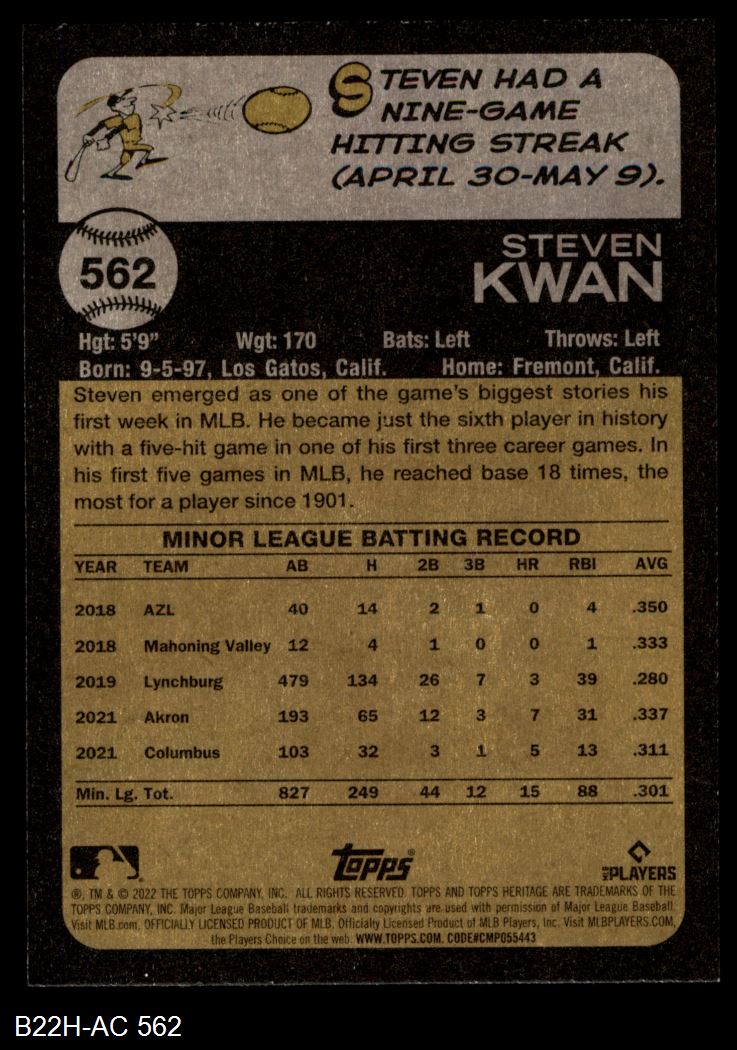 STEVEN HAD A
NINE-GAME
HITTING STREAK
(APRIL 30-MAY 9).
562
STEVEN
KWAN
Hgt: 5'9" Wgt: 170 Bats: Left Throws: Left
Born: 9-5-97, Los Gatos, Calif. Home: Fremont, Calif.
Steven emerged as one of the game's biggest stories his
first week in MLB. He became just the sixth player in history
with a five-hit game in one of his first three career games. In
his first five games in MLB, he reached base 18 times, the
most for a player since 1901.
MINOR LEAGUE BATTING RECORD
YEAR TEAM AB H 2B 3B HR RBI AVG
2018 AZL 40 14 2 1 0 4 .350
2018 Mahoning Valley 12 4 1 0 0 1 .333
2019 Lynchburg 479 134 26 7 3 39 .280
2021 Akron 193 65 12 3 7 31 .337
2021 Columbus 103 32 3 1 5 13 .311
Min. Lg. Tot. 827 249 44 12 15 88 .301
Topps
MLB PLAYERS
®, TM & © 2022 THE TOPPS COMPANY, INC. ALL RIGHTS RESERVED. TOPPS AND TOPPS HERITAGE ARE TRADEMARKS OF THE
TOPPS COMPANY, INC. Major League Baseball trademarks and copyrights are used with permission of Major League Baseball.
Visit MLB.com. OFFICIALLY LICENSED PRODUCT OF MLB. Officially Licensed Product of MLB Players, Inc. Visit MLBPLAYERS.COM,
the Players Choice on the web. WWW.TOPPS.COM. CODE#CMP055443
B22H-AC 562